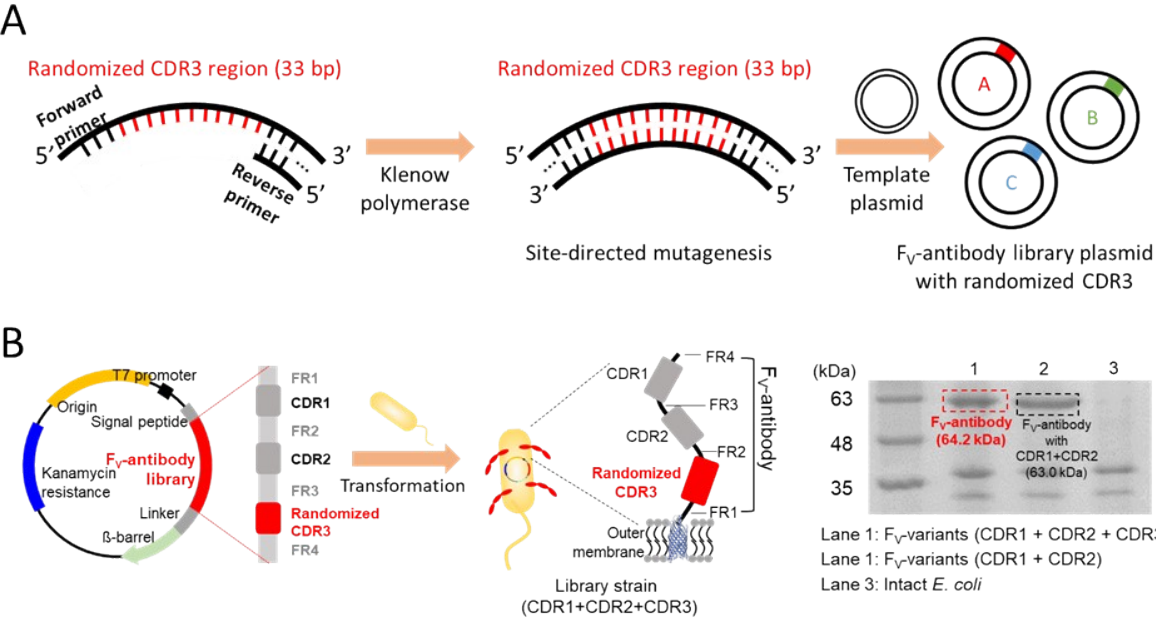 A
Randomized CDR3 region (33 bp)
Forward
primer
5′
3′
Reverse
primer
5′
Klenow
polymerase
Randomized CDR3 region (33 bp)
5′
3′
3′
5′
Site-directed mutagenesis
Template
plasmid
A
B
C
FV-antibody library plasmid
with randomized CDR3
B
T7 promoter
Origin
Signal peptide
FV-antibody
library
Kanamycin
resistance
Linker
ß-barrel
FR1
CDR1
FR2
CDR2
FR3
Randomized
CDR3
FR4
Transformation
FR4
CDR1
FR3
CDR2
FR2
Randomized
CDR3
FR1
FV-antibody
Outer
membrane
Library strain
(CDR1+CDR2+CDR3)
(kDa)
1
2
3
63
48
35
FV-antibody
(64.2 kDa)
FV-antibody
with
CDR1+CDR2
(63.0 kDa)
Lane 1: FV-variants (CDR1 + CDR2 + CDR3
Lane 1: FV-variants (CDR1 + CDR2)
Lane 3: Intact E. coli